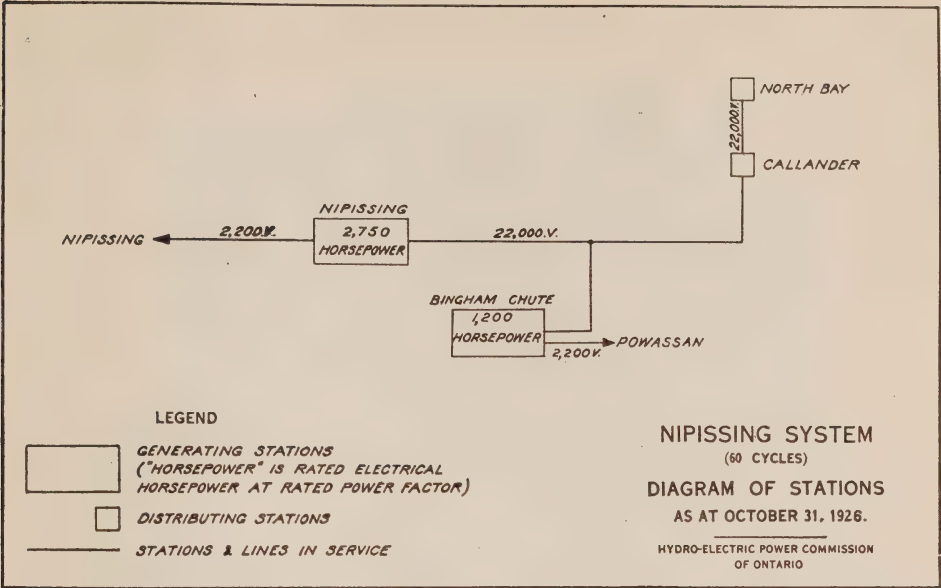 NORTH BAY
22,000.V.
CALLANDER
NIPISSING
NIPISSING
2,200.V.
2,750
HORSEPOWER
22,000.V.
BINGHAM CHUTE
1,200
HORSEPOWER
POWASSAN
2,200V.
LEGEND
GENERATING STATIONS
("HORSEPOWER" IS RATED ELECTRICAL
HORSEPOWER AT RATED POWER FACTOR)
DISTRIBUTING STATIONS
STATIONS & LINES IN SERVICE
NIPISSING SYSTEM
(60 CYCLES)
DIAGRAM OF STATIONS
AS AT OCTOBER 31, 1926.
HYDRO-ELECTRIC POWER COMMISSION
OF ONTARIO